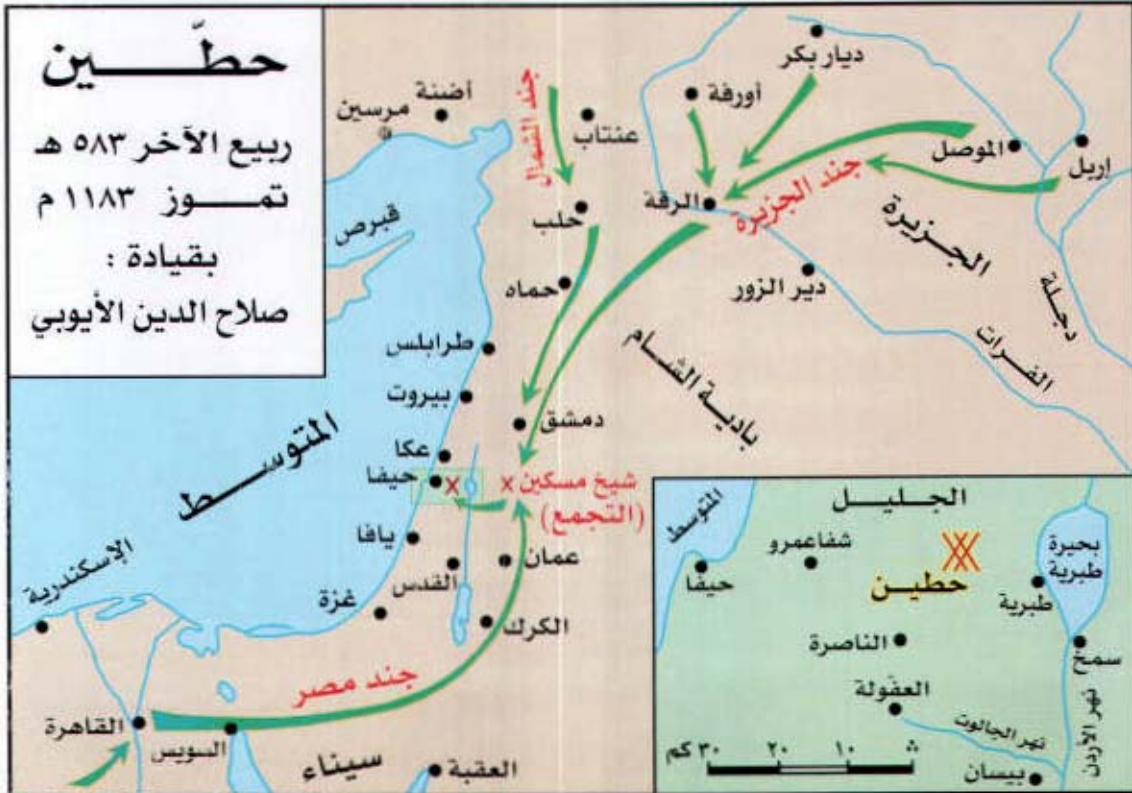 حطّين
ربيع الآخر ٥٨٣ هـ
تموز ١١٨٣ م
بقيادة :
صلاح الدين الأيوبي
ديار بكر
أضنة
مرسين
جند الشمال
عنتاب
أورفة
الموصل
إربل
جند الجزيرة
الرقة
الجزيرة
حلب
قبرص
حماه
دير الزور
دجلة
الفرات
بادية الشام
طرابلس
بيروت
دمشق
المتوسط
عكا
حيفا
شيخ مسكين
(التجمع)
يافا
عمان
القدس
الإسكندرية
غزة
الكرك
جند مصر
القاهرة
السويس
سيناء
العقبة
المتوسط
الجليل
شفاعمرو
حيفا
حطين
بحيرة
طبرية
طبرية
الناصرة
سمخ
العفّولة
نهر الجالوت
نهر الأردن
بيسان
٣٠ كم ٢٠ ١٠